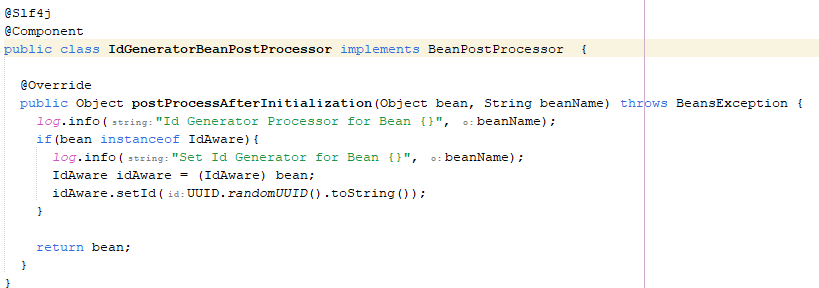 @Slf4j
@Component
public class IdGeneratorBeanPostProcessor implements BeanPostProcessor  {
@Override
public Object postProcessAfterInitialization(Object bean, String beanName) throws BeansException {
log.info( string: "Id Generator Processor for Bean {}",  o: beanName);
if(bean instanceof IdAware){
log.info( string: "Set Id Generator for Bean {}",  o: beanName);
IdAware idAware = (IdAware) bean;
idAware.setId( id: UUID.randomUUID().toString());
}
return bean;
}
}